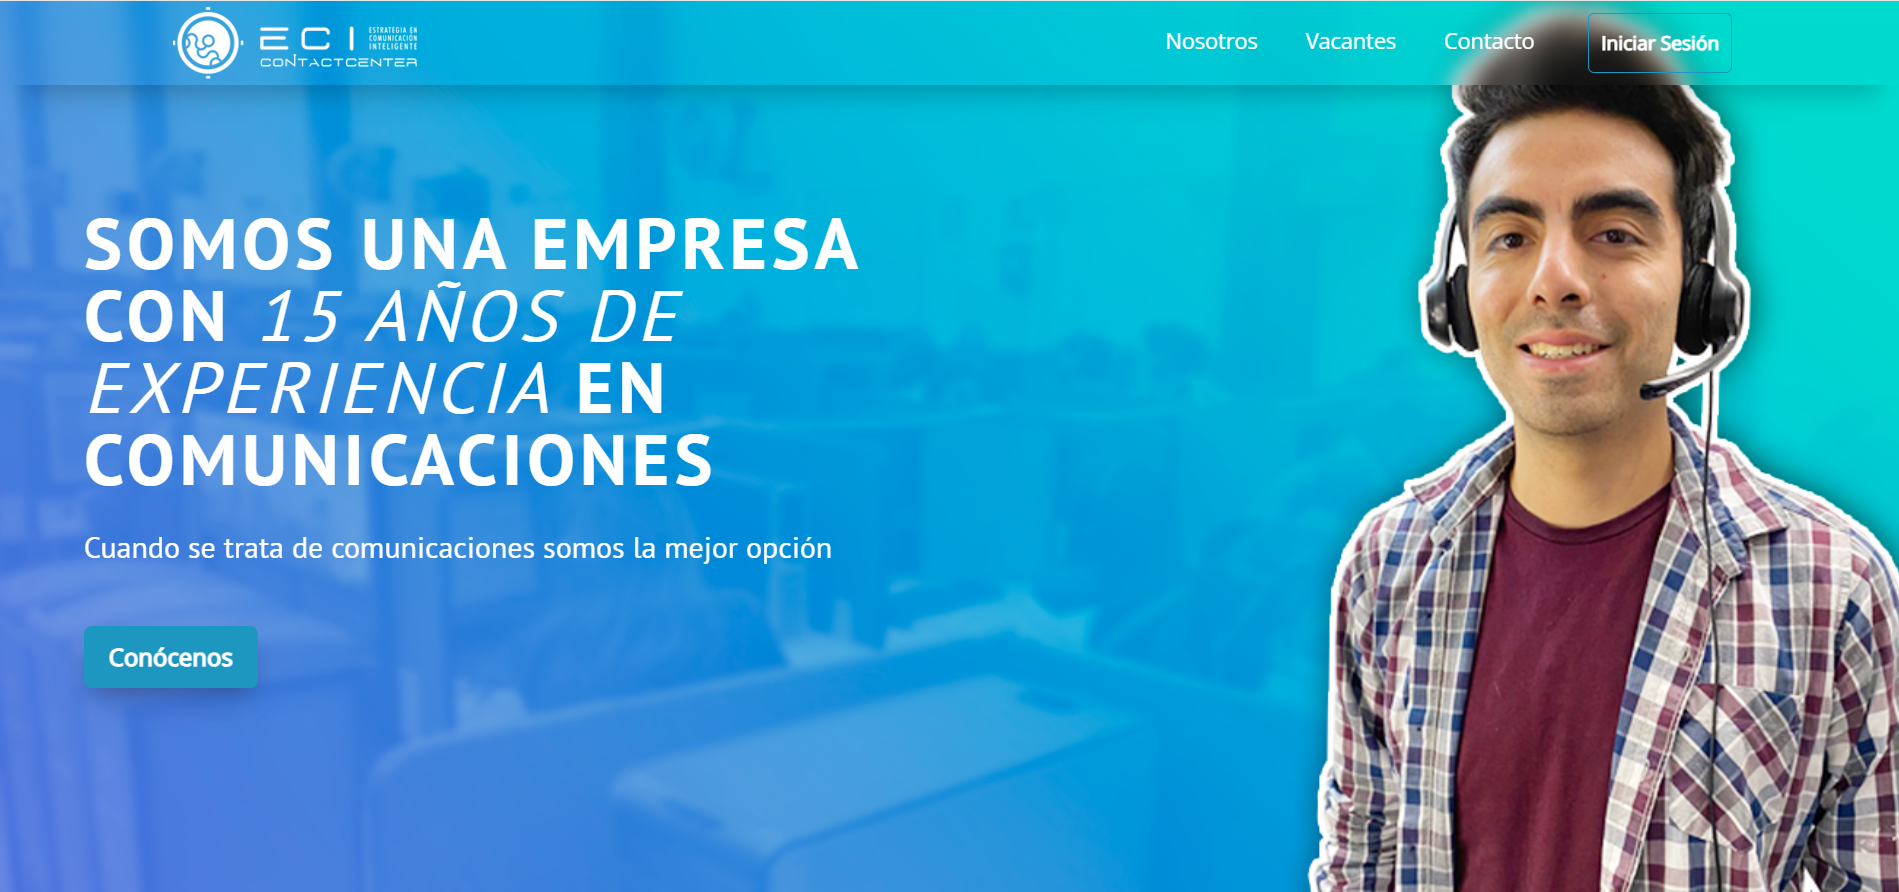 ECI
ESTRATEGIA EN
COMUNICACIÓN
INTELIGENTE
CONTACTCENTER
Nosotros
Vacantes
Contacto
Iniciar Sesión
SOMOS UNA EMPRESA
CON 15 AÑOS DE
EXPERIENCIA EN
COMUNICACIONES
Cuando se trata de comunicaciones somos la mejor opción
Conócenos